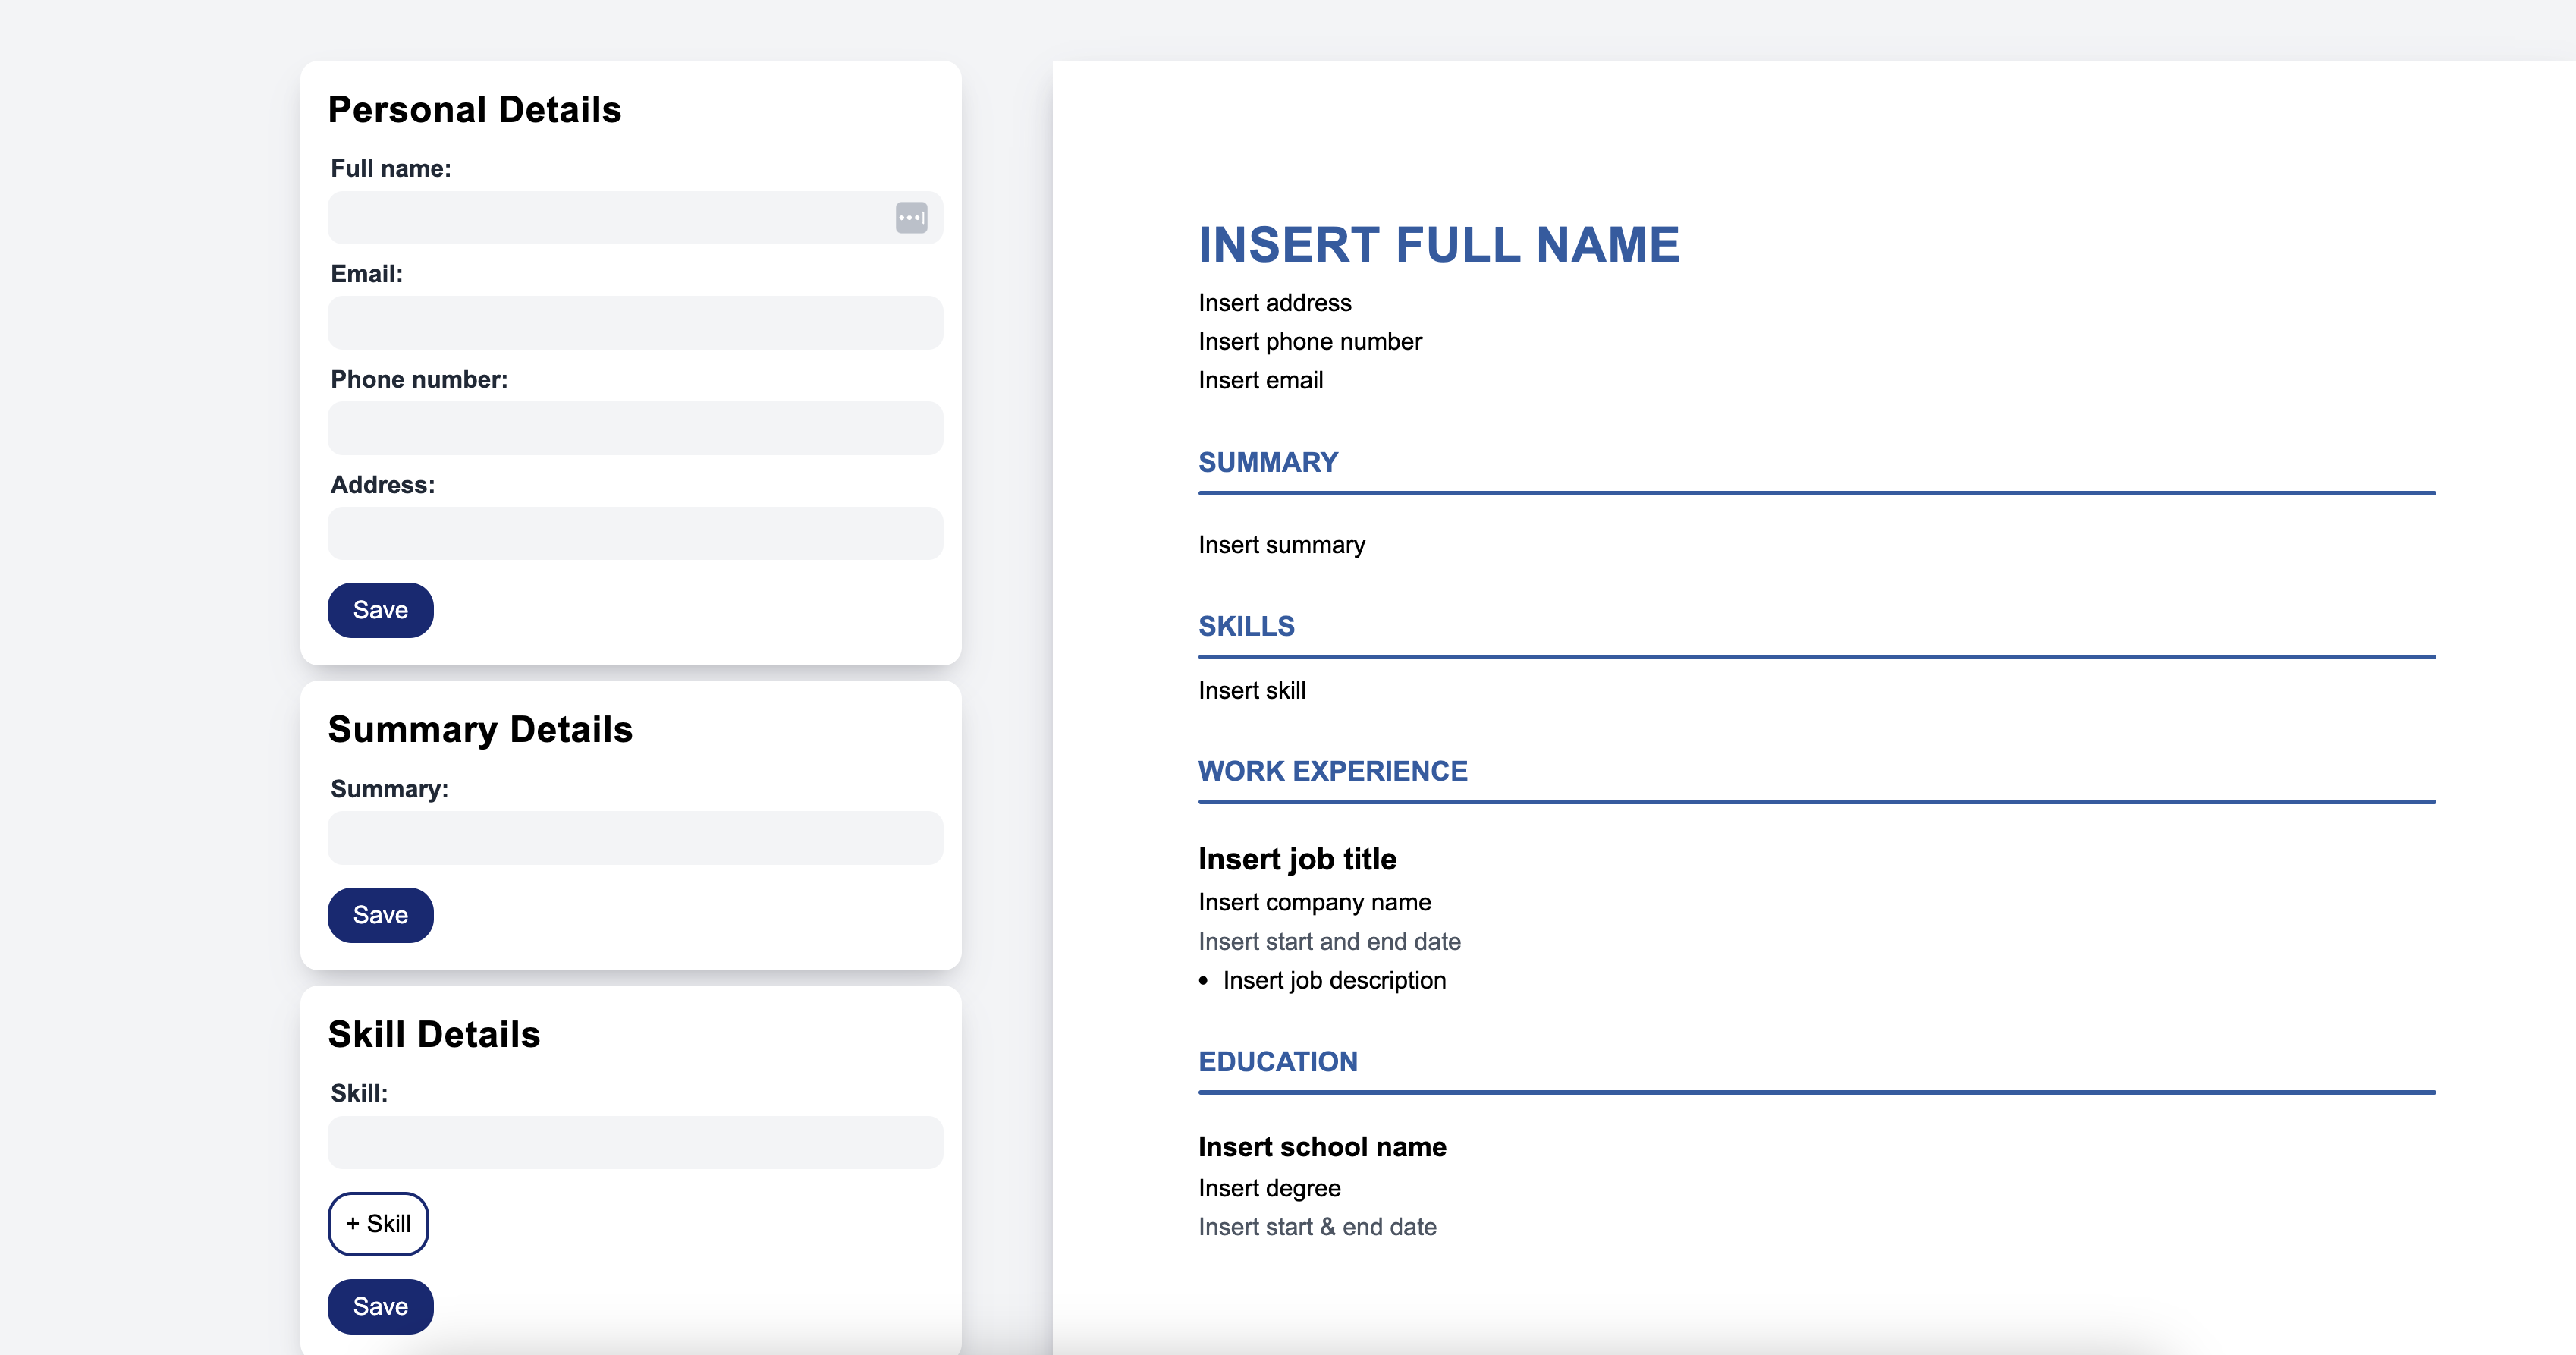 Personal Details
Full name:
Email:
Phone number:
Address:
Save
Summary Details
Summary:
Save
Skill Details
Skill:
+ Skill
Save
INSERT FULL NAME
Insert address
Insert phone number
Insert email
SUMMARY
Insert summary
SKILLS
Insert skill
WORK EXPERIENCE
Insert job title
Insert company name
Insert start and end date
• Insert job description
EDUCATION
Insert school name
Insert degree
Insert start & end date